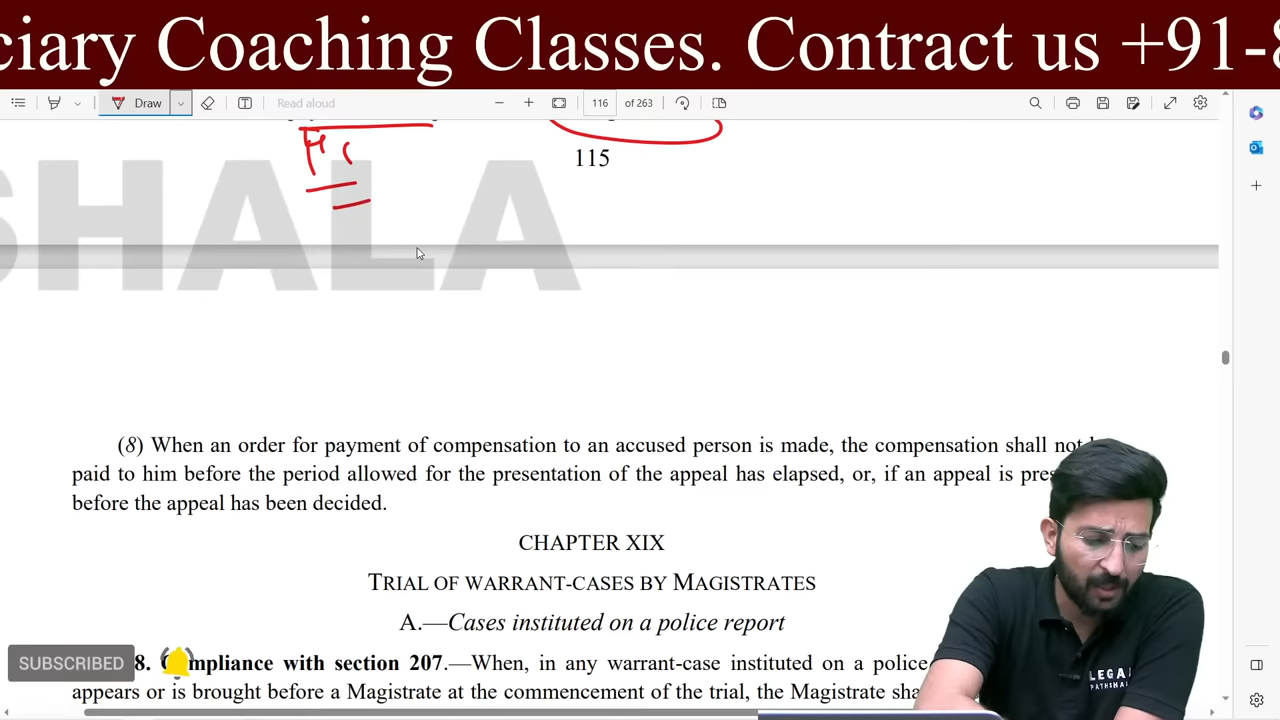 ciary Coaching Classes. Contract us +91-8
Draw
Read aloud
116 of 263
115
SHALA
(8) When an order for payment of compensation to an accused person is made, the compensation shall not
paid to him before the period allowed for the presentation of the appeal has elapsed, or, if an appeal is pres
before the appeal has been decided.
CHAPTER XIX
TRIAL OF WARRANT-CASES BY MAGISTRATES
A.—Cases instituted on a police report
8. Compliance with section 207.—When, in any warrant-case instituted on a police
appears or is brought before a Magistrate at the commencement of the trial, the Magistrate sha
SUBSCRIBED
LEGAL
PATHSHALA